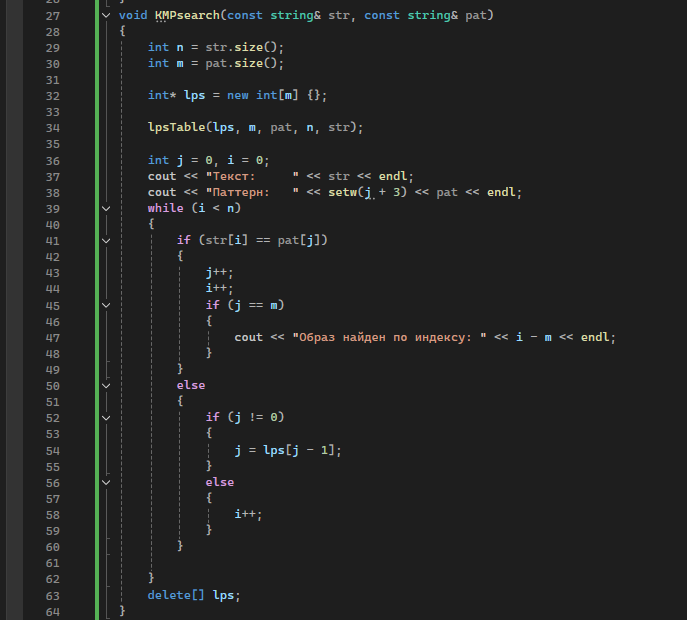 27 void KMPsearch(const string& str, const string& pat)
28 {
29 int n = str.size();
30 int m = pat.size();
31
32 int* lps = new int[m] {};
33
34 lpsTable(lps, m, pat, n, str);
35
36 int j = 0, i = 0;
37 cout << "Текст:     " << str << endl;
38 cout << "Паттерн:   " << setw(j + 3) << pat << endl;
39 while (i < n)
40 {
41 if (str[i] == pat[j])
42 {
43 j++;
44 i++;
45 if (j == m)
46 {
47 cout << "Образ найден по индексу: " << i - m << endl;
48 }
49 }
50 else
51 {
52 if (j != 0)
53 {
54 j = lps[j - 1];
55 }
56 else
57 {
58 i++;
59 }
60 }
61
62 }
63 delete[] lps;
64 }